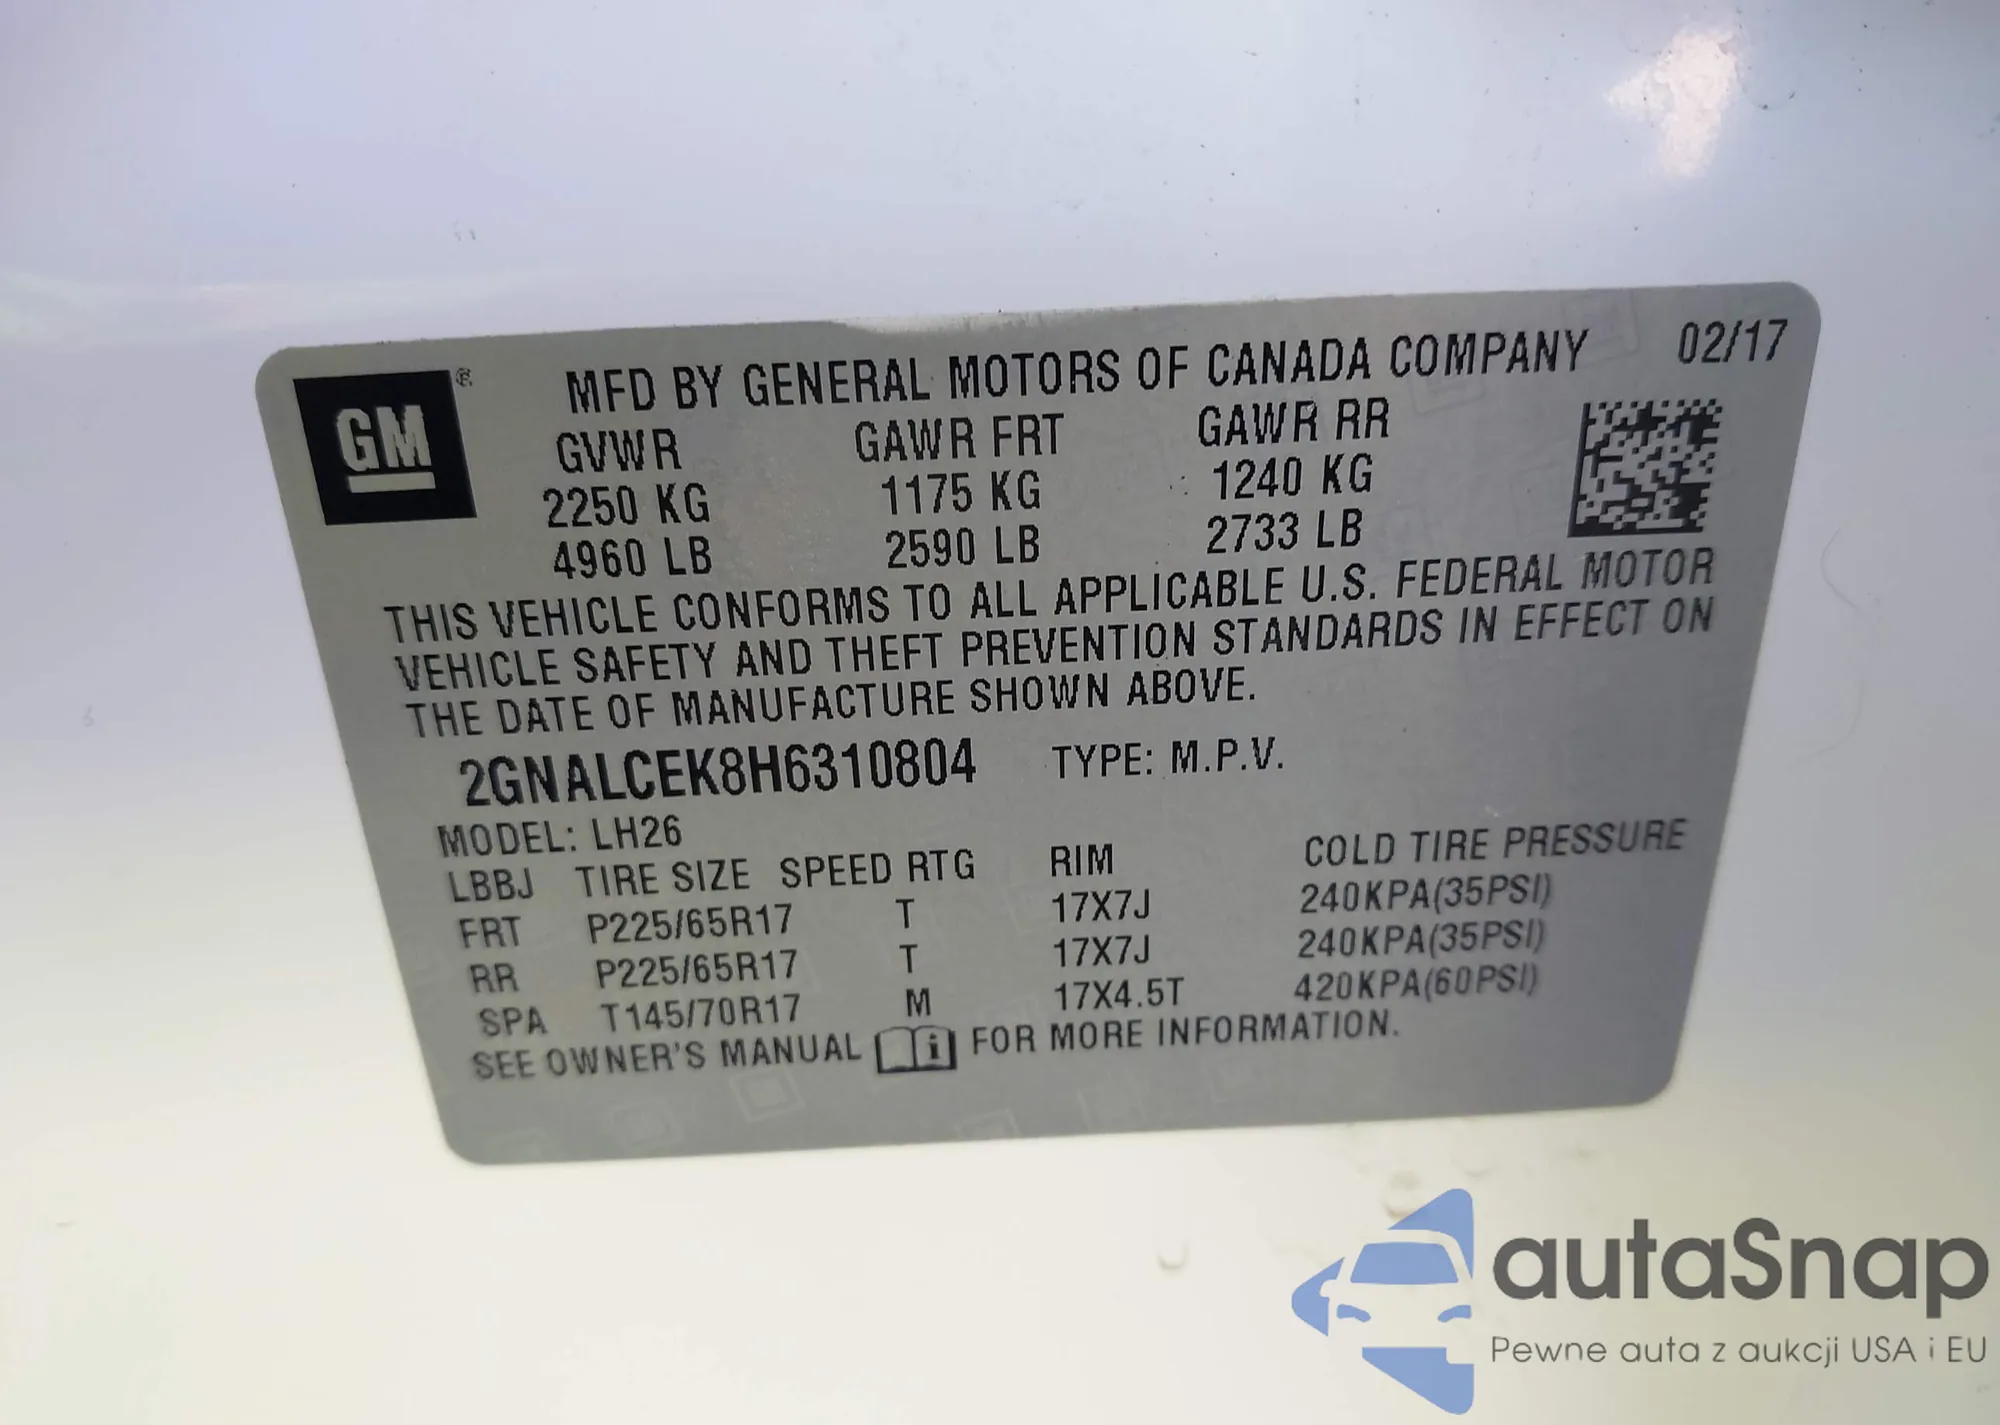 GM ®
MFD BY GENERAL MOTORS OF CANADA COMPANY 02/17
GVWR GAWR FRT GAWR RR
2250 KG 1175 KG 1240 KG
4960 LB 2590 LB 2733 LB
THIS VEHICLE CONFORMS TO ALL APPLICABLE U.S. FEDERAL MOTOR
VEHICLE SAFETY AND THEFT PREVENTION STANDARDS IN EFFECT ON
THE DATE OF MANUFACTURE SHOWN ABOVE.
2GNALCEK8H6310804 TYPE: M.P.V.
MODEL: LH26
LBBJ TIRE SIZE SPEED RTG RIM COLD TIRE PRESSURE
FRT P225/65R17 T 17X7J 240KPA(35PSI)
RR P225/65R17 T 17X7J 240KPA(35PSI)
SPA T145/70R17 M 17X4.5T 420KPA(60PSI)
SEE OWNER'S MANUAL i FOR MORE INFORMATION.
autaSnap
Pewne auta z aukcji USA i EU